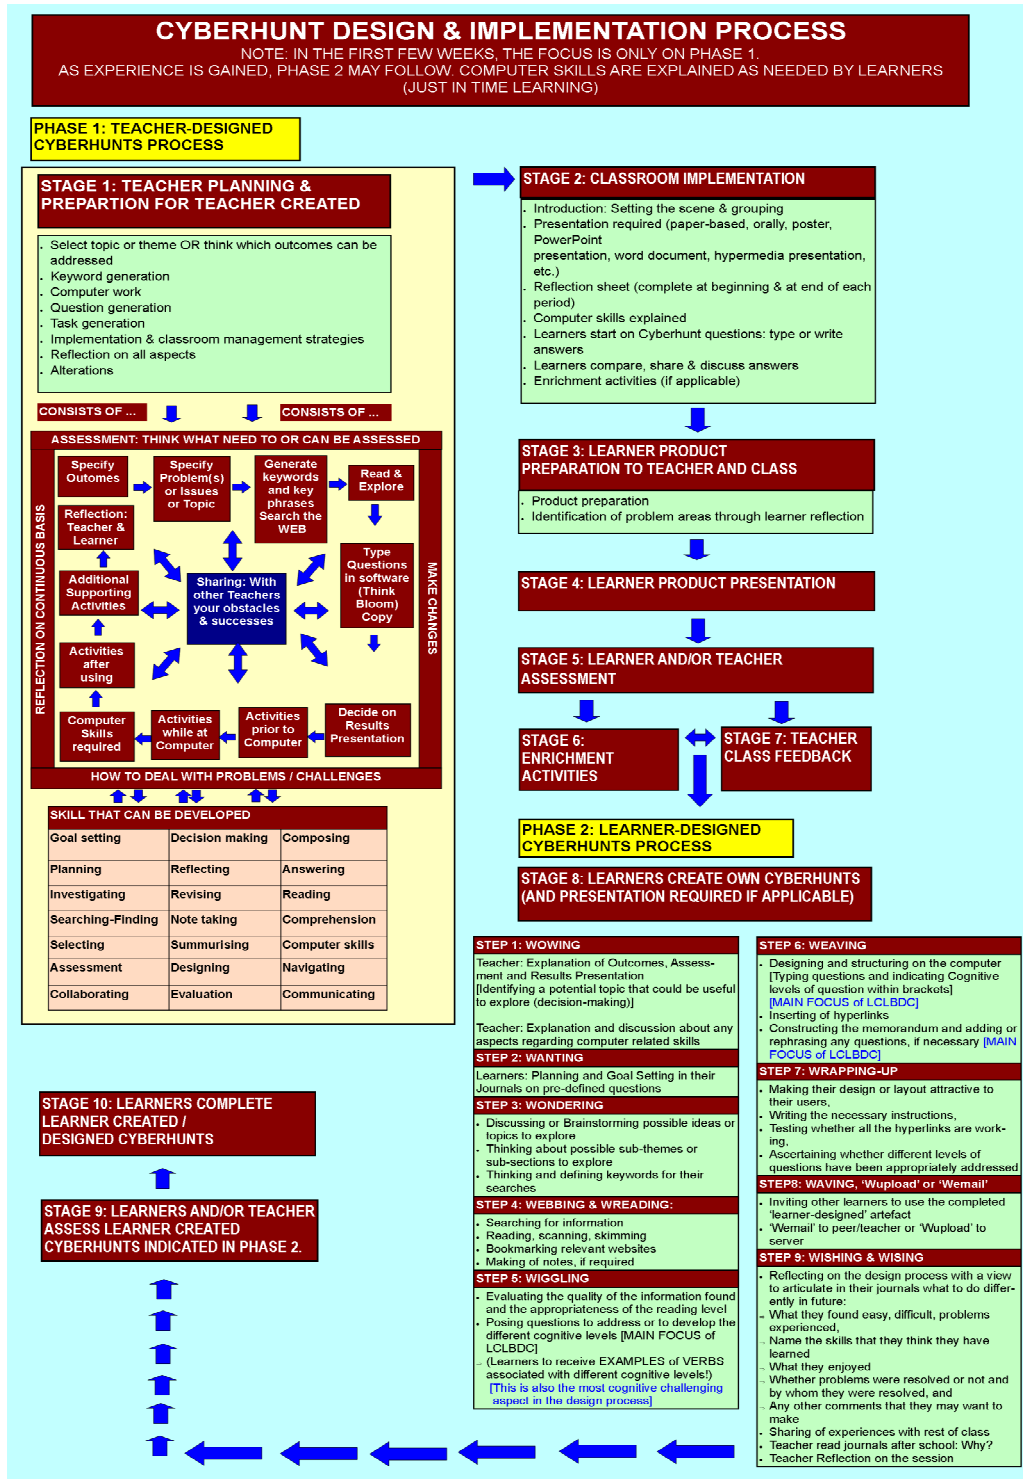 CYBERHUNT DESIGN & IMPLEMENTATION PROCESS
NOTE: IN THE FIRST FEW WEEKS, THE FOCUS IS ONLY ON PHASE 1.
AS EXPERIENCE IS GAINED, PHASE 2 MAY FOLLOW. COMPUTER SKILLS ARE EXPLAINED AS NEEDED BY LEARNERS
(JUST IN TIME LEARNING)
PHASE 1: TEACHER-DESIGNED
CYBERHUNTS PROCESS
STAGE 1: TEACHER PLANNING &
PREPARTION FOR TEACHER CREATED
. Select topic or theme OR think which outcomes can be
addressed
. Keyword generation
. Computer work
. Question generation
. Task generation
. Implementation & classroom management strategies
. Reflection on all aspects
. Alterations
CONSISTS OF ...
CONSISTS OF ...
ASSESSMENT: THINK WHAT NEED TO OR CAN BE ASSESSED
REFLECTION ON CONTINUOUS BASIS
Specify
Outomes
Specify
Problem(s)
or Issues
or Topic
Generate
keywords
and key
phrases
Search the
WEB
Read &
Explore
Type
Questions
in software
(Think
Bloom)
Copy
Decide on
Results
Presentation
Activities
prior to
Computer
Activities
while at
Computer
Computer
Skills
required
Activities
after
using
Additional
Supporting
Activities
Reflection:
Teacher &
Learner
Sharing: With
other Teachers
your obstacles
& successes
MAKE CHANGES
HOW TO DEAL WITH PROBLEMS / CHALLENGES
SKILL THAT CAN BE DEVELOPED
Goal setting Decision making Composing
Planning Reflecting Answering
Investigating Revising Reading
Searching-Finding Note taking Comprehension
Selecting Summurising Computer skills
Assessment Designing Navigating
Collaborating Evaluation Communicating
STAGE 2: CLASSROOM IMPLEMENTATION
. Introduction: Setting the scene & grouping
. Presentation required (paper-based, orally, poster,
PowerPoint
presentation, word document, hypermedia presentation,
etc.)
. Reflection sheet (complete at beginning & at end of each
period)
. Computer skills explained
. Learners start on Cyberhunt questions: type or write
answers
. Learners compare, share & discuss answers
. Enrichment activities (if applicable)
STAGE 3: LEARNER PRODUCT
PREPARATION TO TEACHER AND CLASS
. Product preparation
. Identification of problem areas through learner reflection
STAGE 4: LEARNER PRODUCT PRESENTATION
STAGE 5: LEARNER AND/OR TEACHER
ASSESSMENT
STAGE 6:
ENRICHMENT
ACTIVITIES
STAGE 7: TEACHER
CLASS FEEDBACK
PHASE 2: LEARNER-DESIGNED
CYBERHUNTS PROCESS
STAGE 8: LEARNERS CREATE OWN CYBERHUNTS
(AND PRESENTATION REQUIRED IF APPLICABLE)
STEP 1: WOWING
Teacher: Explanation of Outcomes, Assess-
ment and Results Presentation
[Identifying a potential topic that could be useful
to explore (decision-making)]
Teacher: Explanation and discussion about any
aspects regarding computer related skills
STEP 2: WANTING
Learners: Planning and Goal Setting in their
Journals on pre-defined questions
STEP 3: WONDERING
. Discussing or Brainstorming possible ideas or
topics to explore
. Thinking about possible sub-themes or
sub-sections to explore
. Thinking and defining keywords for their
searches
STEP 4: WEBBING & WREADING:
. Searching for information
. Reading, scanning, skimming
. Bookmarking relevant websites
. Making of notes, if required
STEP 5: WIGGLING
. Evaluating the quality of the information found
and the appropriateness of the reading level
. Posing questions to address or to develop the
different cognitive levels [MAIN FOCUS of
LCLBDC]
– (Learners to receive EXAMPLES of VERBS
associated with different cognitive levels!)
[This is also the most cognitive challenging
aspect in the design process]
STEP 6: WEAVING
. Designing and structuring on the computer
[Typing questions and indicating Cognitive
levels of question within brackets]
[MAIN FOCUS of LCLBDC]
. Inserting of hyperlinks
. Constructing the memorandum and adding or
rephrasing any questions, if necessary [MAIN
FOCUS of LCLBDC]
STEP 7: WRAPPING-UP
. Making their design or layout attractive to
their users,
. Writing the necessary instructions,
. Testing whether all the hyperlinks are work-
ing,
. Ascertaining whether different levels of
questions have been appropriately addressed
STEP8: WAVING, ‘Wupload’ or ‘Wemail’
. Inviting other learners to use the completed
‘learner-designed’ artefact
. ‘Wemail’ to peer/teacher or ‘Wupload’ to
server
STEP 9: WISHING & WISING
. Reflecting on the design process with a view
to articulate in their journals what to do differ-
ently in future:
– What they found easy, difficult, problems
experienced,
– Name the skills that they think they have
learned
– What they enjoyed
– Whether problems were resolved or not and
by whom they were resolved, and
– Any other comments that they may want to
make
. Sharing of experiences with rest of class
. Teacher read journals after school: Why?
. Teacher Reflection on the session
STAGE 9: LEARNERS AND/OR TEACHER
ASSESS LEARNER CREATED
CYBERHUNTS INDICATED IN PHASE 2.
STAGE 10: LEARNERS COMPLETE
LEARNER CREATED /
DESIGNED CYBERHUNTS